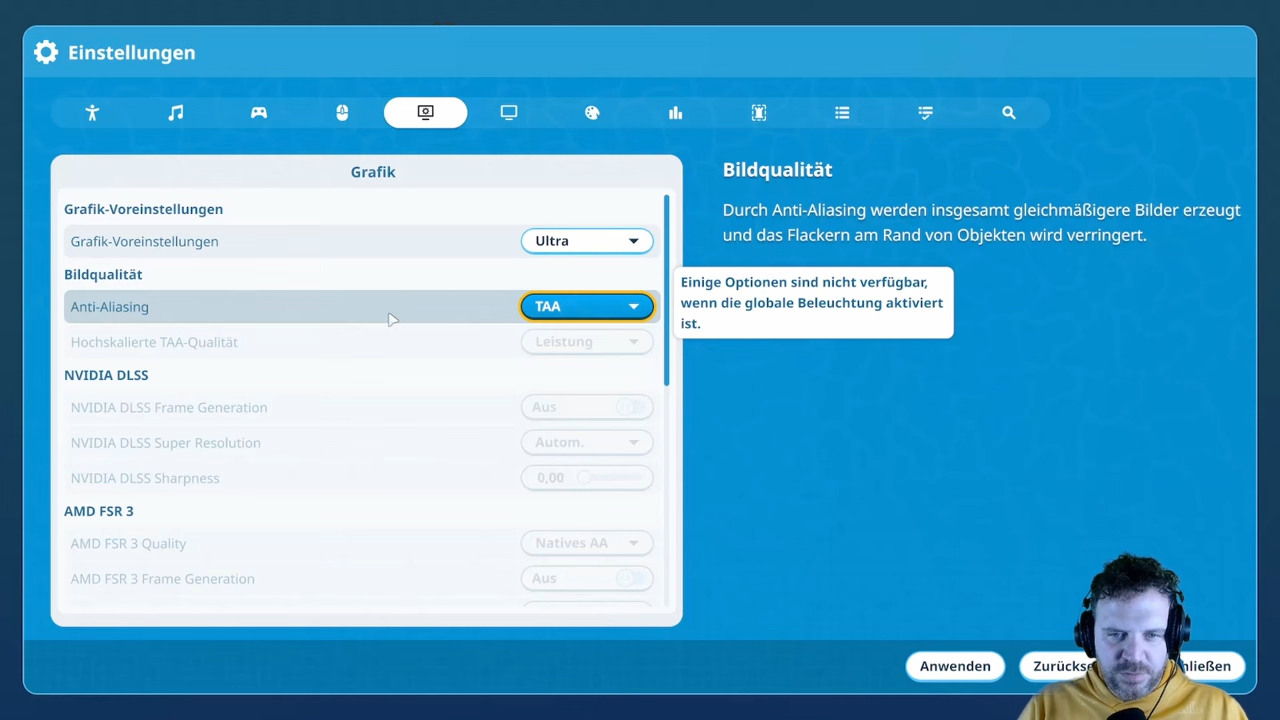 Einstellungen
Grafik
Grafik-Voreinstellungen
Grafik-Voreinstellungen Ultra
Bildqualität
Anti-Aliasing TAA
Hochskalierte TAA-Qualität Leistung
NVIDIA DLSS
NVIDIA DLSS Frame Generation Aus
NVIDIA DLSS Super Resolution Autom.
NVIDIA DLSS Sharpness 0,00
AMD FSR 3
AMD FSR 3 Quality Natives AA
AMD FSR 3 Frame Generation Aus
Bildqualität
Durch Anti-Aliasing werden insgesamt gleichmäßigere Bilder erzeugt
und das Flackern am Rand von Objekten wird verringert.
Einige Optionen sind nicht verfügbar,
wenn die globale Beleuchtung aktiviert
ist.
Anwenden